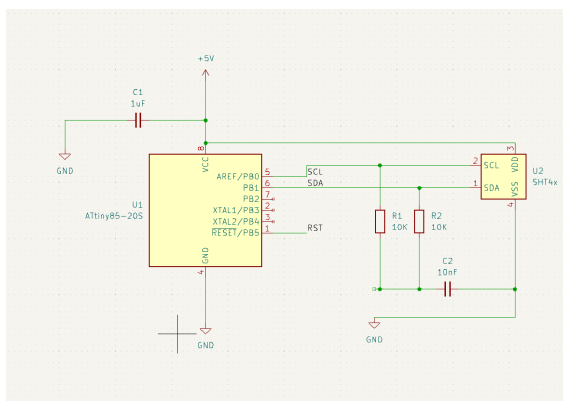 +5V
C1
1uF
GND
8
VCC
U1
ATtiny85-20S
AREF/PB0
5
SCL
PB1
6
SDA
PB2
7
XTAL1/PB3
2
XTAL2/PB4
3
RESET/PB5
1
RST
GND
4
GND
3
VDD
2
SCL
1
SDA
VSS
4
U2
SHT4x
R1
10K
R2
10K
C2
10nF
GND